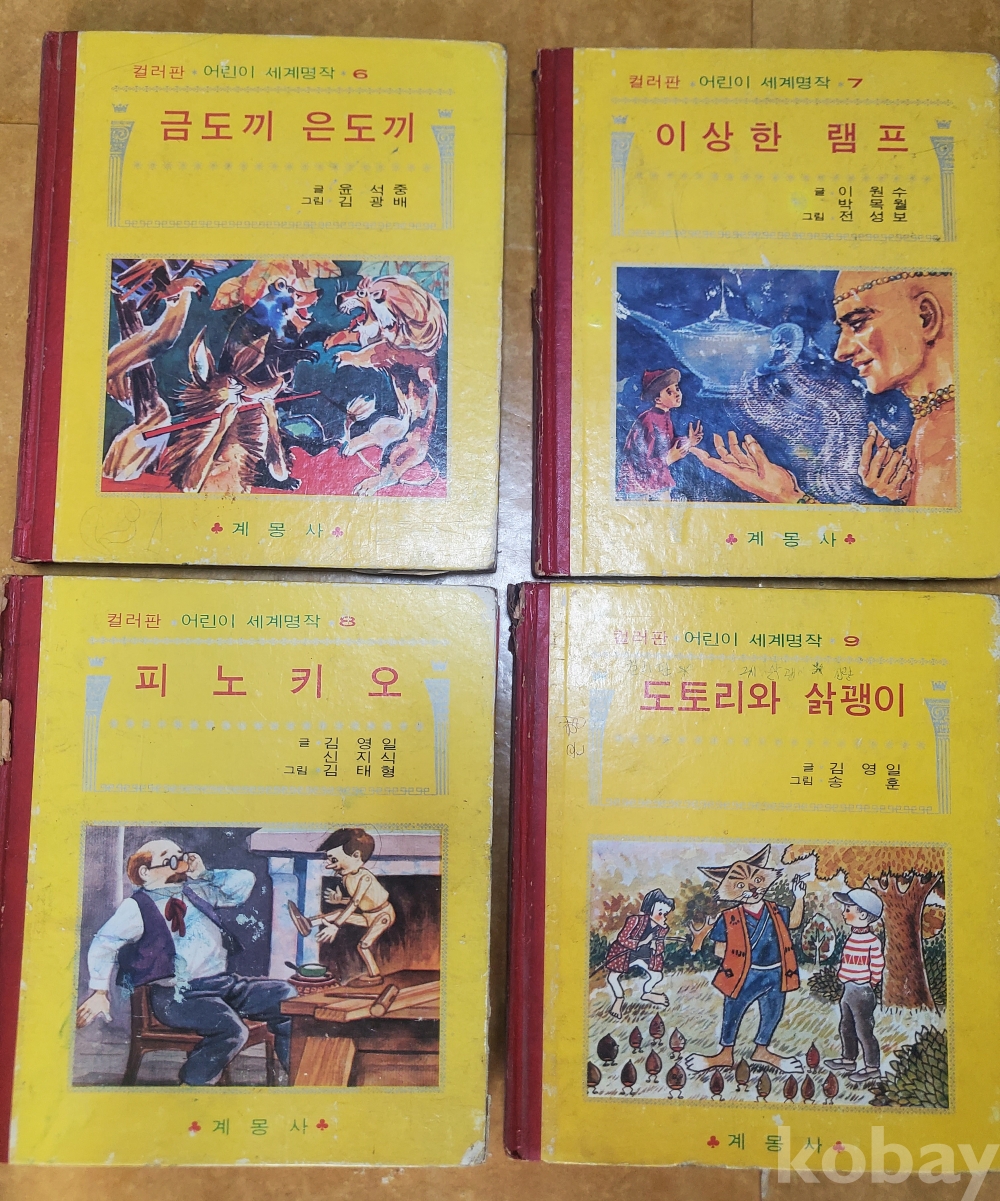 컬러판 * 어린이 세계명작 * 6
금도끼 은도끼
글 윤 석 중
그림 김 광 배
♣ 계 몽 사 ♣
컬러판 * 어린이 세계명작 * 7
이상한 램프
글 이 원 수
박 목 월
그림 전 성 보
♣ 계 몽 사 ♣
컬러판 * 어린이 세계명작 * 8
피 노 키 오
글 김 영 일
신 지 식
그림 김 태 형
♣ 계 몽 사 ♣
컬러판 * 어린이 세계명작 * 9
도토리와 삵괭이
글 김 영 일
그림 송 훈
♣ 계 몽 사 ♣
kobay